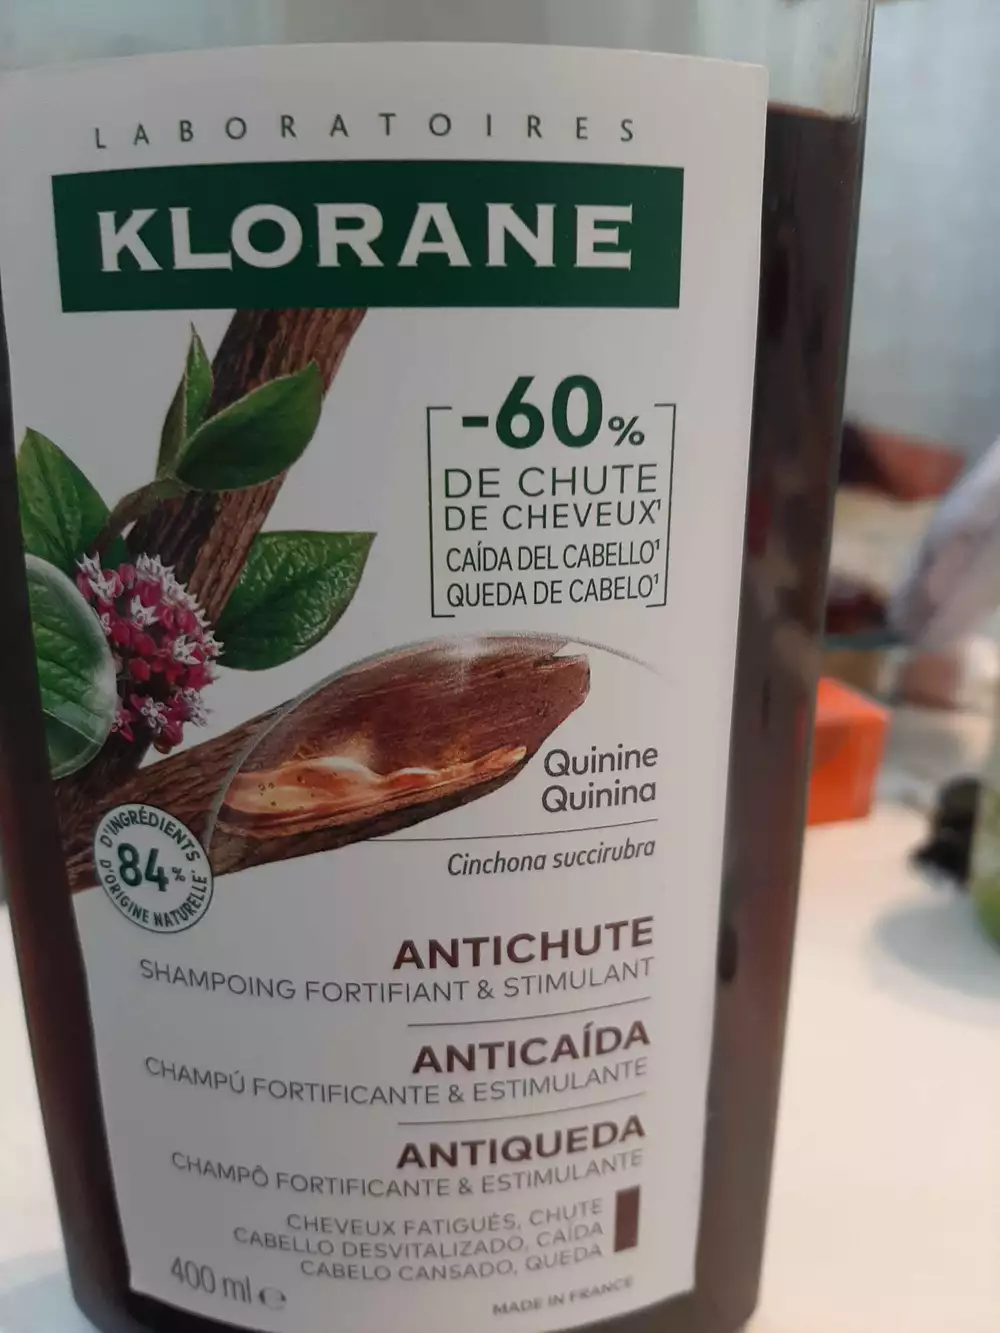 LABORATOIRES
KLORANE
-60%
DE CHUTE
DE CHEVEUX¹
CAÍDA DEL CABELLO¹
QUEDA DE CABELO¹
Quinine
Quinina
Cinchona succirubra
D'INGRÉDIENTS
84%
D'ORIGINE NATURELLE*
ANTICHUTE
SHAMPOING FORTIFIANT & STIMULANT
ANTICAÍDA
CHAMPÚ FORTIFICANTE & ESTIMULANTE
ANTIQUEDA
CHAMPÔ FORTIFICANTE & ESTIMULANTE
CHEVEUX FATIGUÉS, CHUTE
CABELLO DESVITALIZADO, CAÍDA
CABELO CANSADO, QUEDA
400 ml e
MADE IN FRANCE